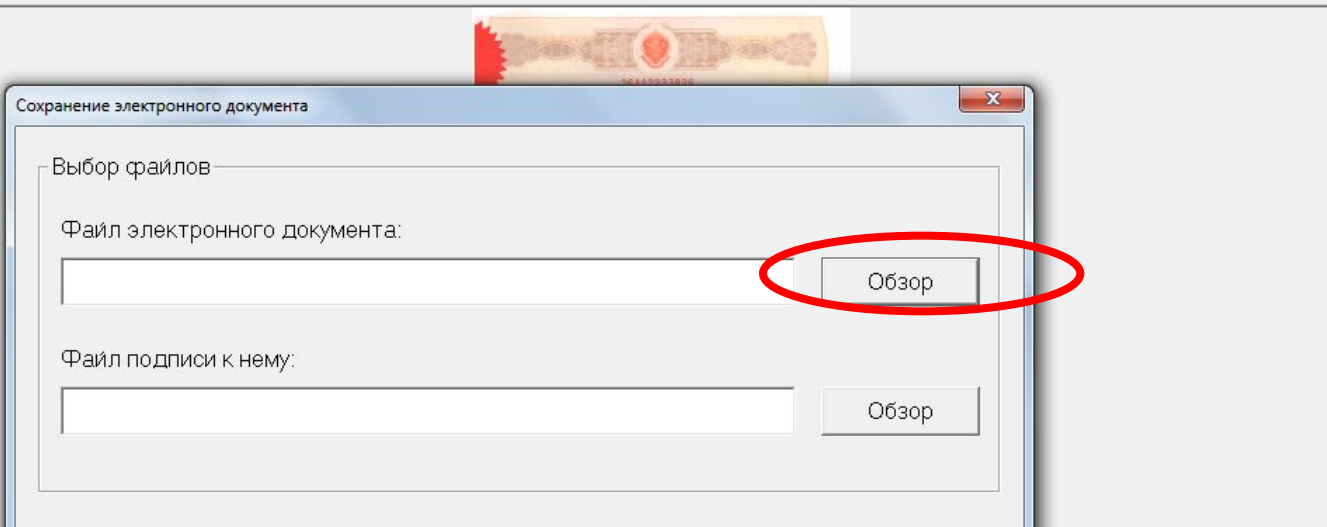 Сохранение электронного документа
Выбор файлов
Файл электронного документа:
Обзор
Файл подписи к нему:
Обзор